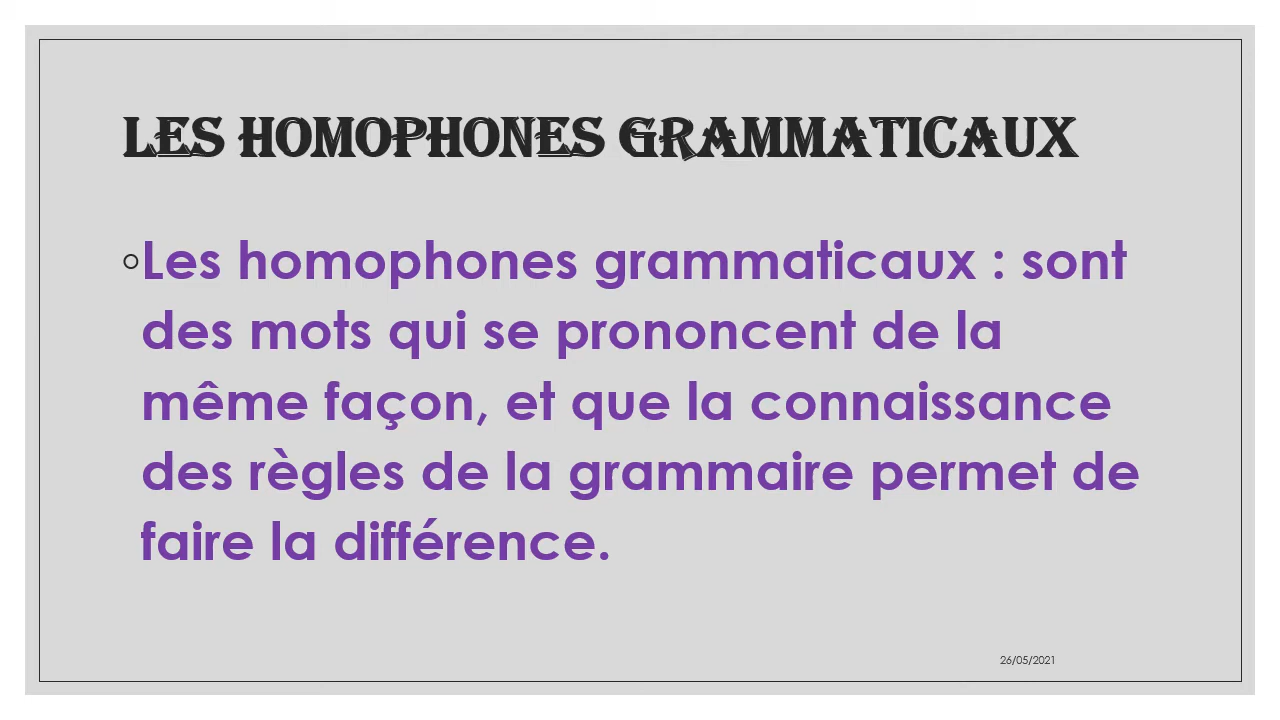 LES HOMOPHONES GRAMMATICAUX
◦Les homophones grammaticaux : sont
des mots qui se prononcent de la
même façon, et que la connaissance
des règles de la grammaire permet de
faire la différence.
26/05/2021